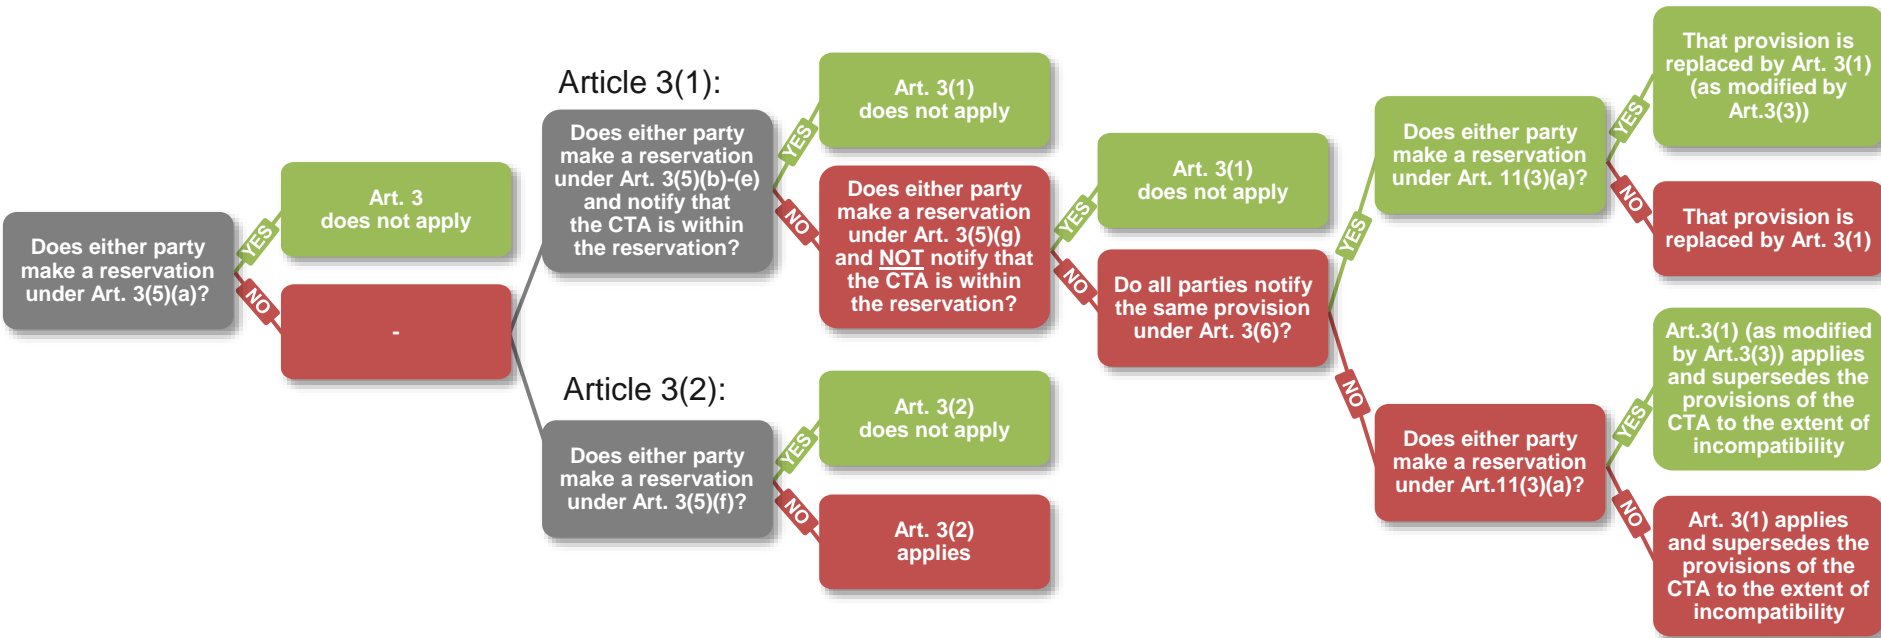 Does either party
make a reservation
under Art. 3(5)(a)?
YES
Art. 3
does not apply
NO
-
Article 3(1):
Does either party
make a reservation
under Art. 3(5)(b)-(e)
and notify that
the CTA is within
the reservation?
YES
Art. 3(1)
does not apply
NO
Does either party
make a reservation
under Art. 3(5)(g)
and NOT notify that
the CTA is within
the reservation?
YES
Art. 3(1)
does not apply
NO
Do all parties notify
the same provision
under Art. 3(6)?
YES
Does either party
make a reservation
under Art. 11(3)(a)?
YES
That provision is
replaced by Art. 3(1)
(as modified by
Art.3(3))
NO
That provision is
replaced by Art. 3(1)
NO
Does either party
make a reservation
under Art.11(3)(a)?
YES
Art.3(1) (as modified
by Art.3(3)) applies
and supersedes the
provisions of the
CTA to the extent of
incompatibility
NO
Art. 3(1) applies
and supersedes the
provisions of the
CTA to the extent of
incompatibility
Article 3(2):
Does either party
make a reservation
under Art. 3(5)(f)?
YES
Art. 3(2)
does not apply
NO
Art. 3(2)
applies